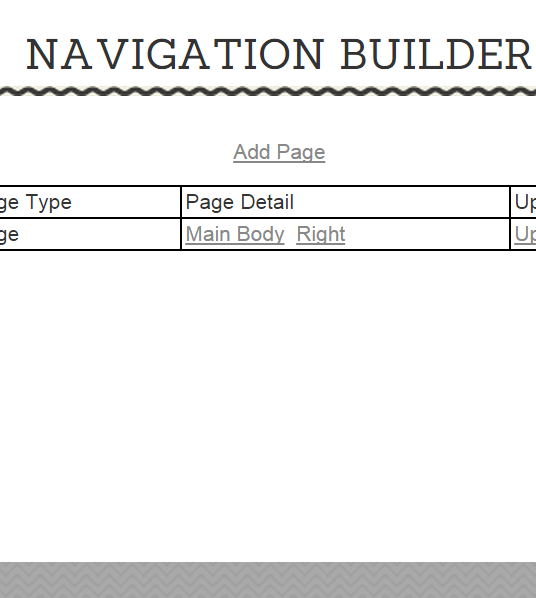 NAVIGATION BUILDER
Add Page
ge Type Page Detail Up
ge Main Body Right Up